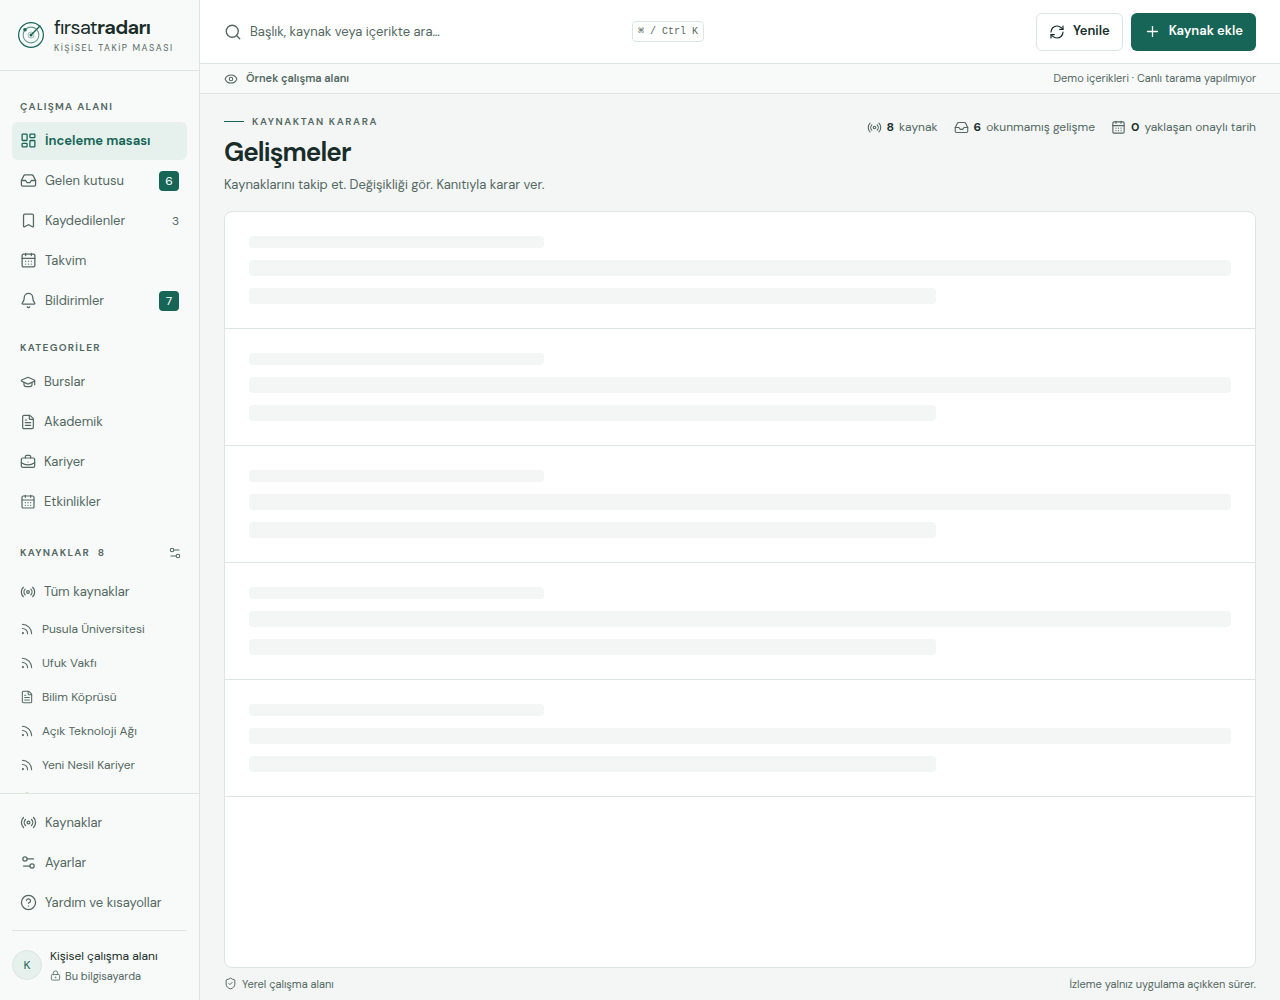 fırsatradarı
KİŞİSEL TAKİP MASASI
Başlık, kaynak veya içerikte ara...
⌘ / Ctrl K
Yenile
Kaynak ekle
Örnek çalışma alanı
Demo içerikleri · Canlı tarama yapılmıyor
ÇALIŞMA ALANI
İnceleme masası
Gelen kutusu 6
Kaydedilenler 3
Takvim
Bildirimler 7
KATEGORİLER
Burslar
Akademik
Kariyer
Etkinlikler
KAYNAKLAR 8
Tüm kaynaklar
Pusula Üniversitesi
Ufuk Vakfı
Bilim Köprüsü
Açık Teknoloji Ağı
Yeni Nesil Kariyer
Kaynaklar
Ayarlar
Yardım ve kısayollar
K
Kişisel çalışma alanı
Bu bilgisayarda
KAYNAKTAN KARARA
8 kaynak
6 okunmamış gelişme
0 yaklaşan onaylı tarih
Gelişmeler
Kaynaklarını takip et. Değişikliği gör. Kanıtıyla karar ver.
Yerel çalışma alanı
İzleme yalnız uygulama açıkken sürer.